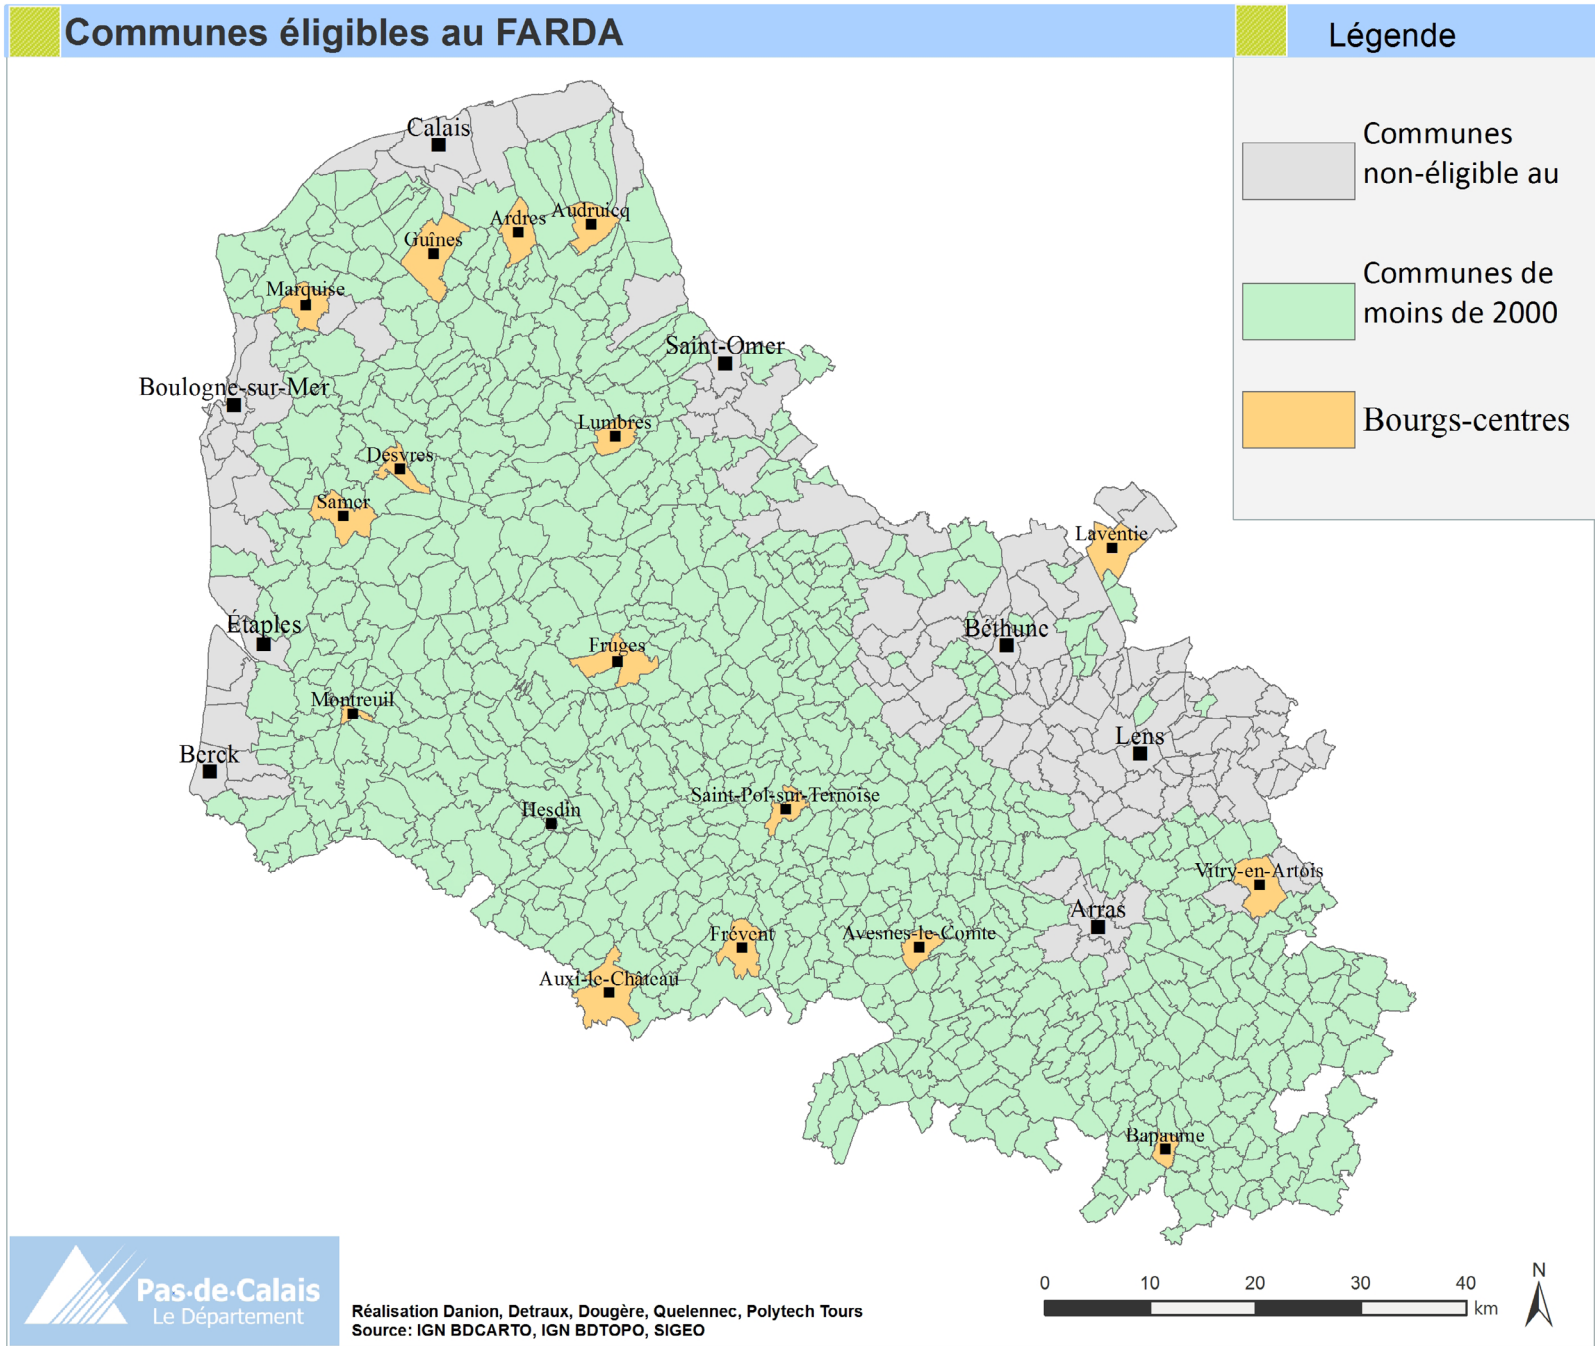 Communes éligibles au FARDA
Légende
Communes
non-éligible au
Communes de
moins de 2000
Bourgs-centres
Calais
Ardres
Audruicq
Guînes
Marquise
Saint-Omer
Boulogne-sur-Mer
Lumbres
Desvres
Samer
Laventie
Étaples
Béthune
Fruges
Montreuil
Lens
Berck
Saint-Pol-sur-Ternoise
Hesdin
Vitry-en-Artois
Arras
Frévent
Avesnes-le-Comte
Auxi-le-Château
Bapaume
Pas-de-Calais
Le Département
Réalisation Danion, Detraux, Dougère, Quelennec, Polytech Tours
Source: IGN BDCARTO, IGN BDTOPO, SIGEO
0 10 20 30 40
km
N